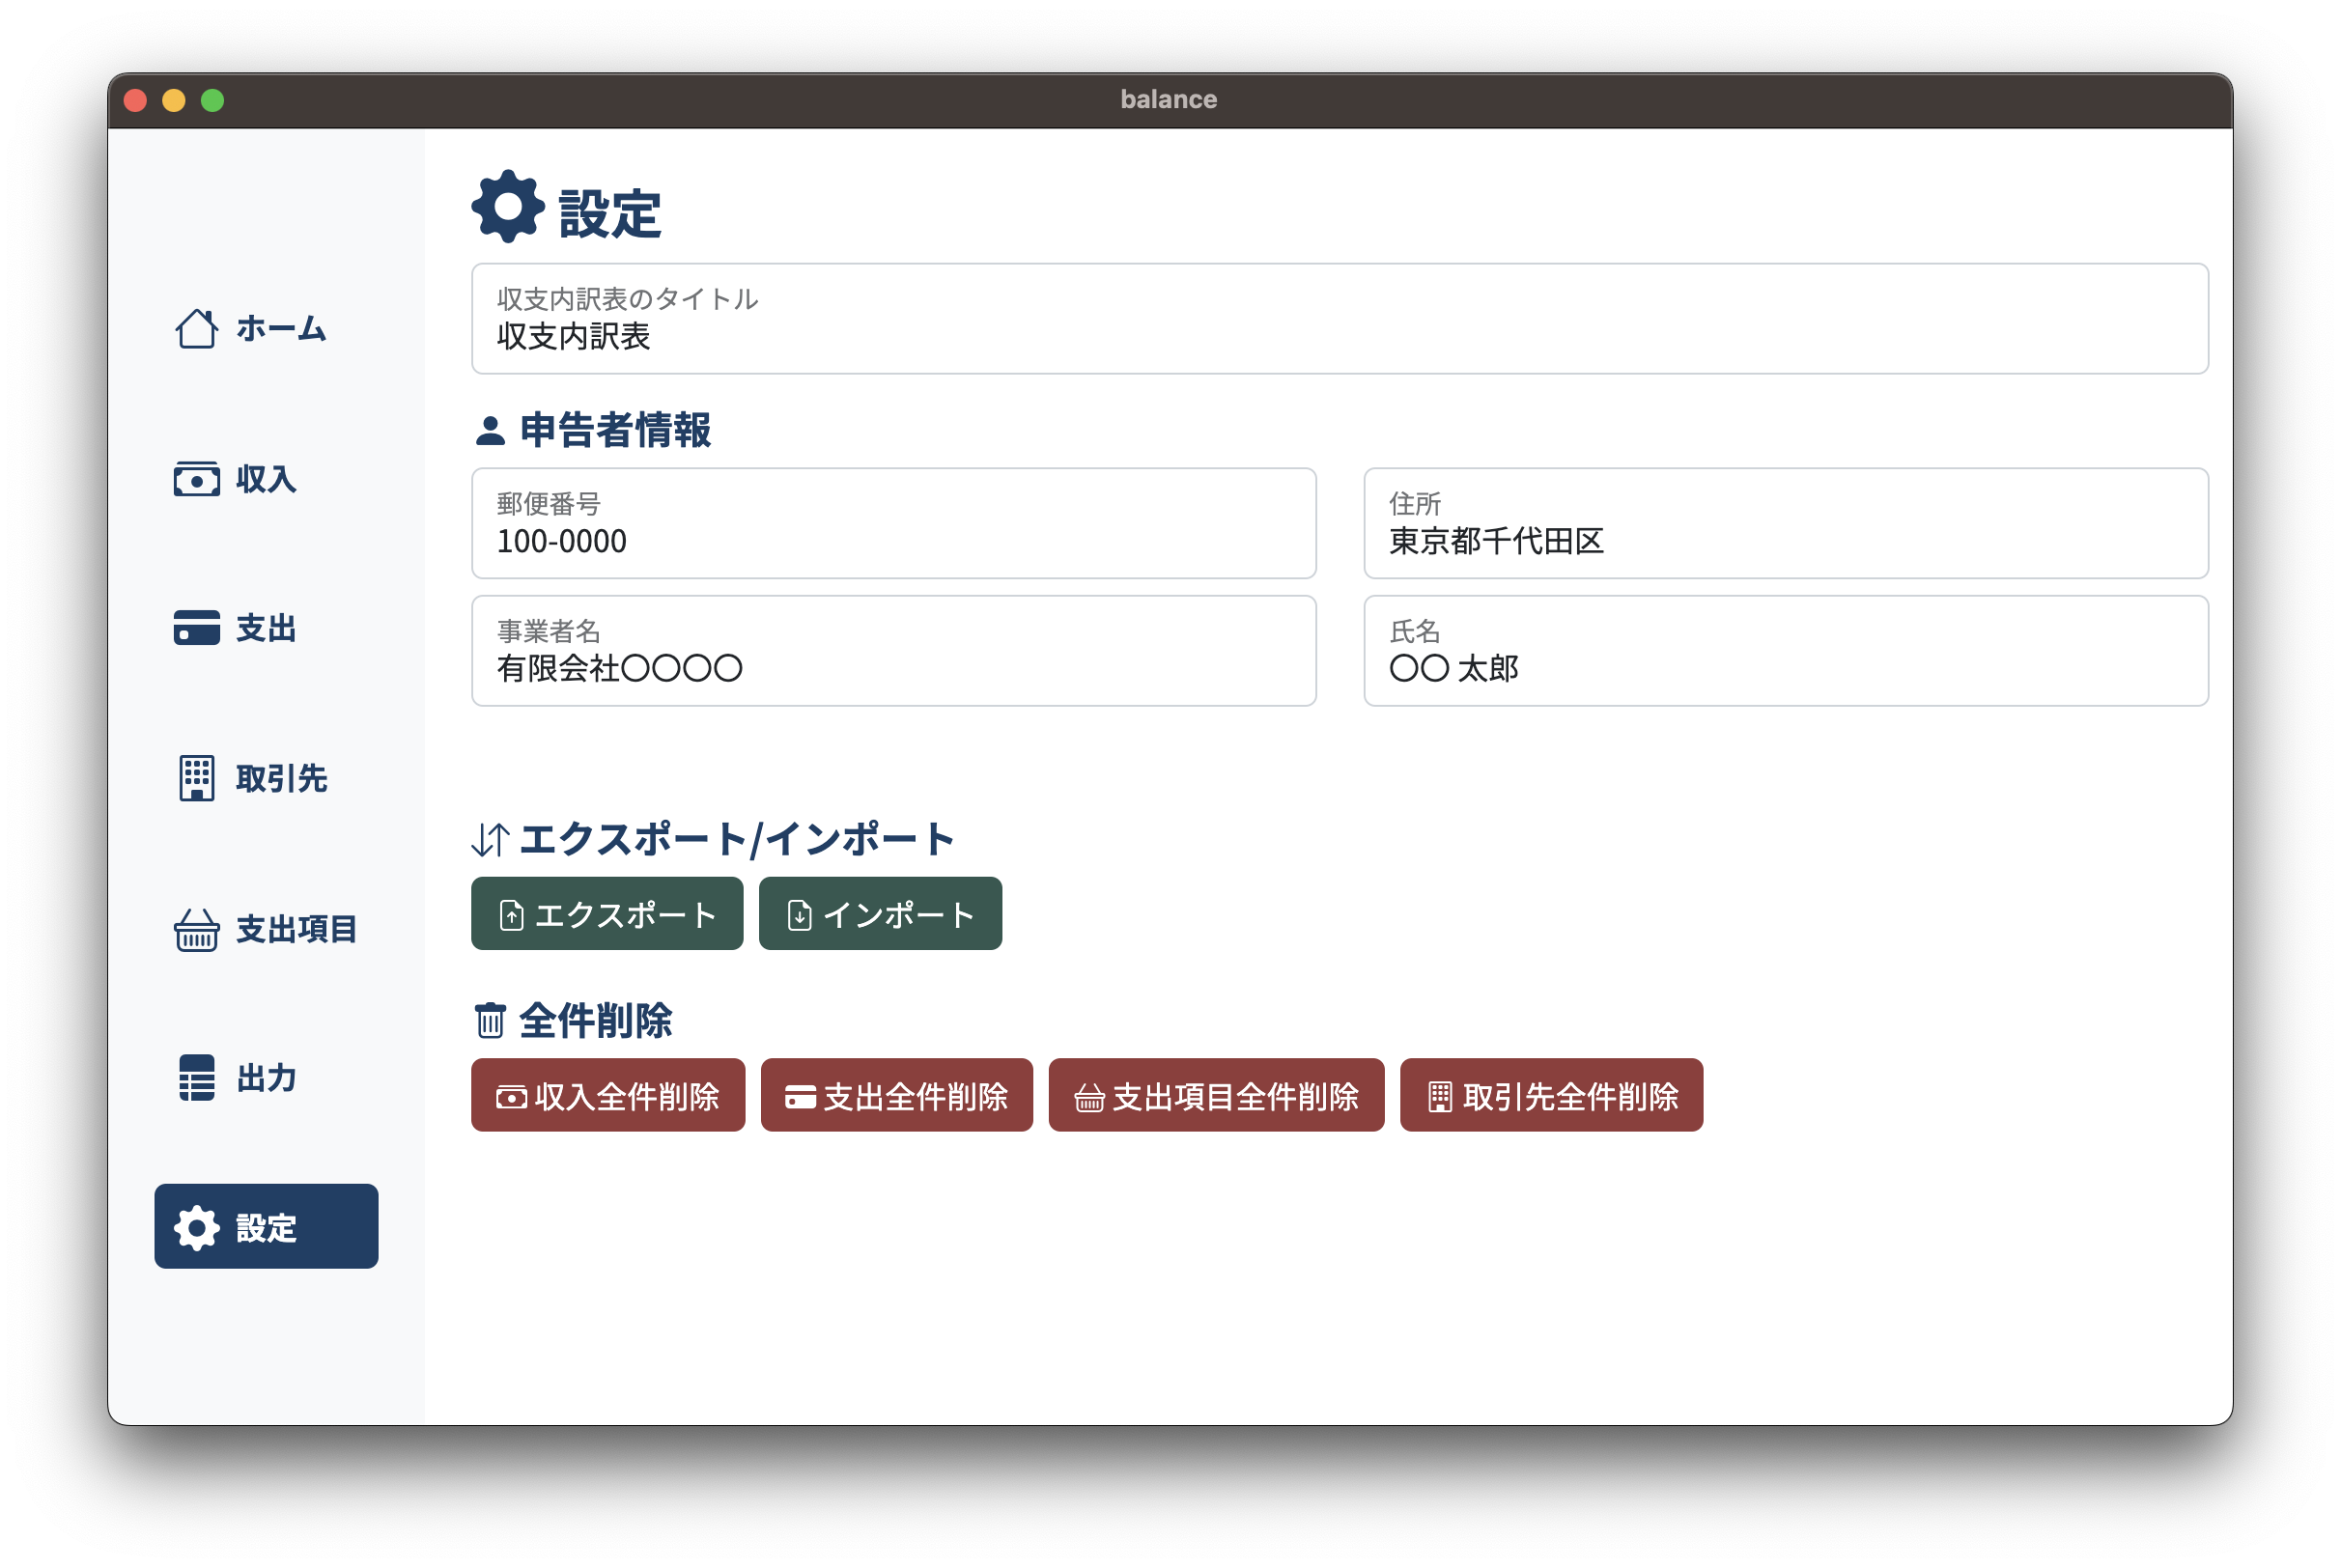 balance
ホーム
収入
支出
取引先
支出項目
出力
設定
設定
収支内訳表のタイトル
収支内訳表
申告者情報
郵便番号
100-0000
住所
東京都千代田区
事業者名
有限会社〇〇〇〇
氏名
〇〇 太郎
エクスポート/インポート
エクスポート
インポート
全件削除
収入全件削除
支出全件削除
支出項目全件削除
取引先全件削除